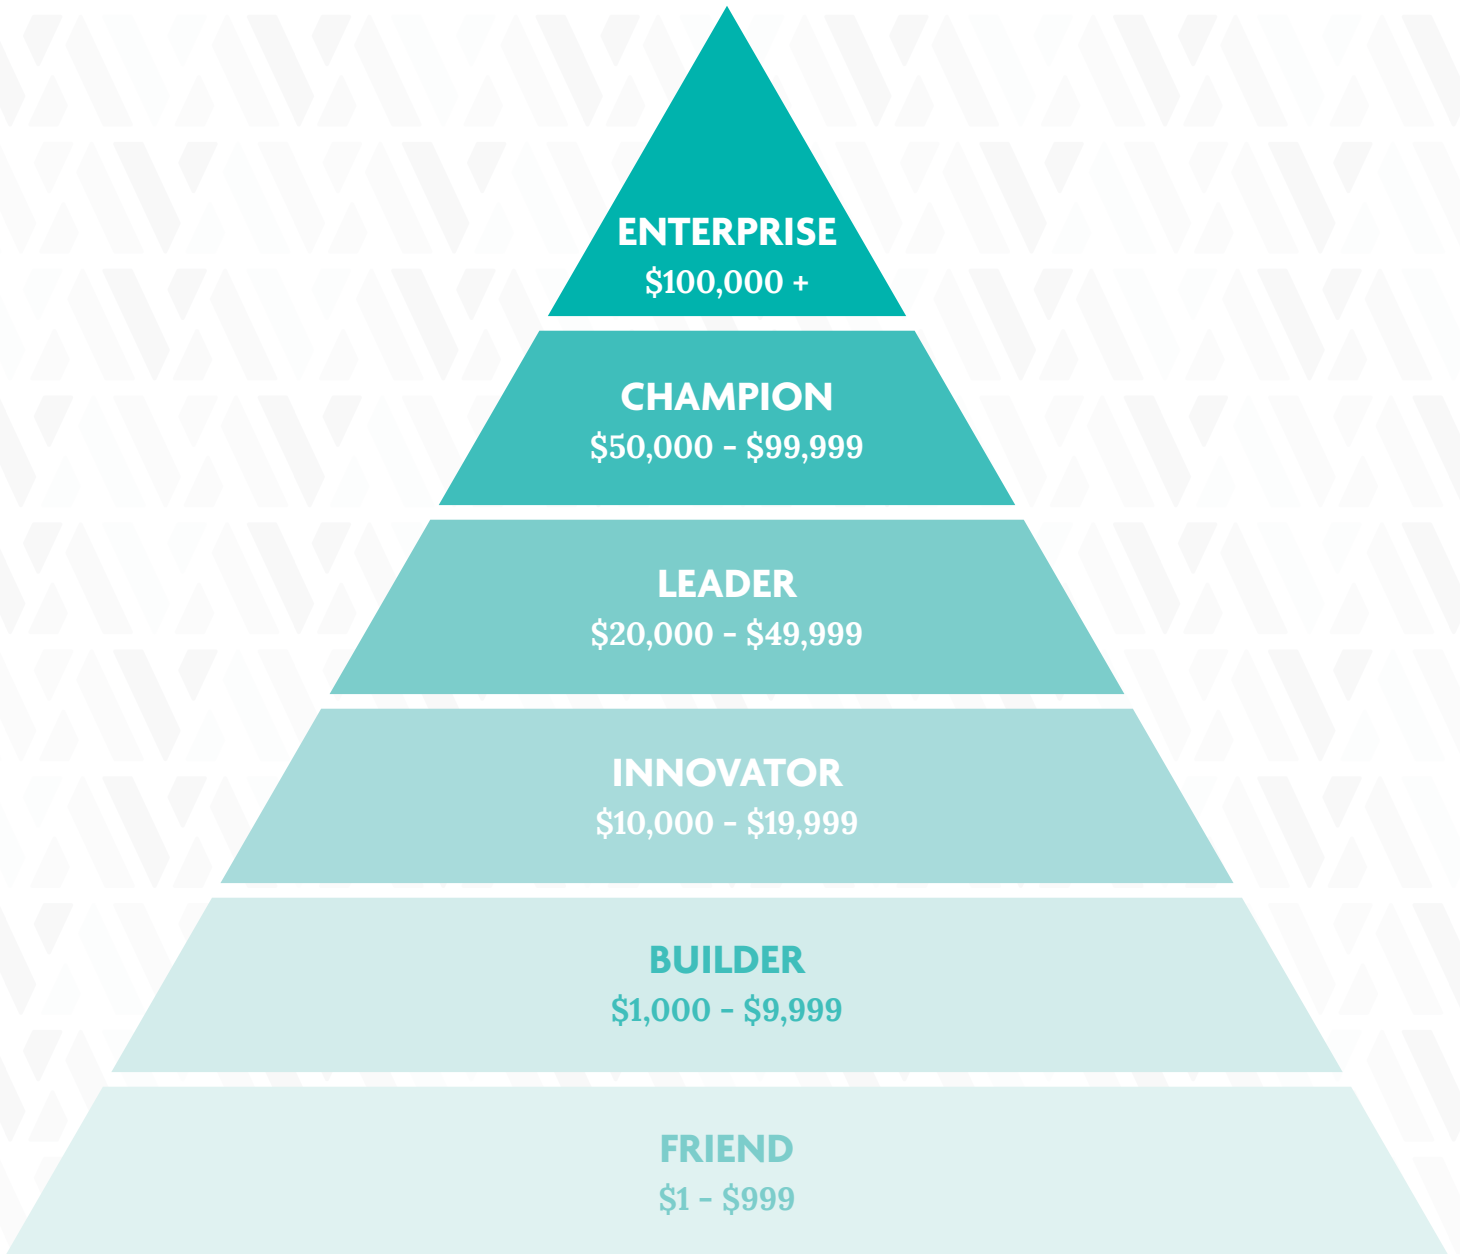 ENTERPRISE
$100,000 +
CHAMPION
$50,000 - $99,999
LEADER
$20,000 - $49,999
INNOVATOR
$10,000 - $19,999
BUILDER
$1,000 - $9,999
FRIEND
$1 - $999